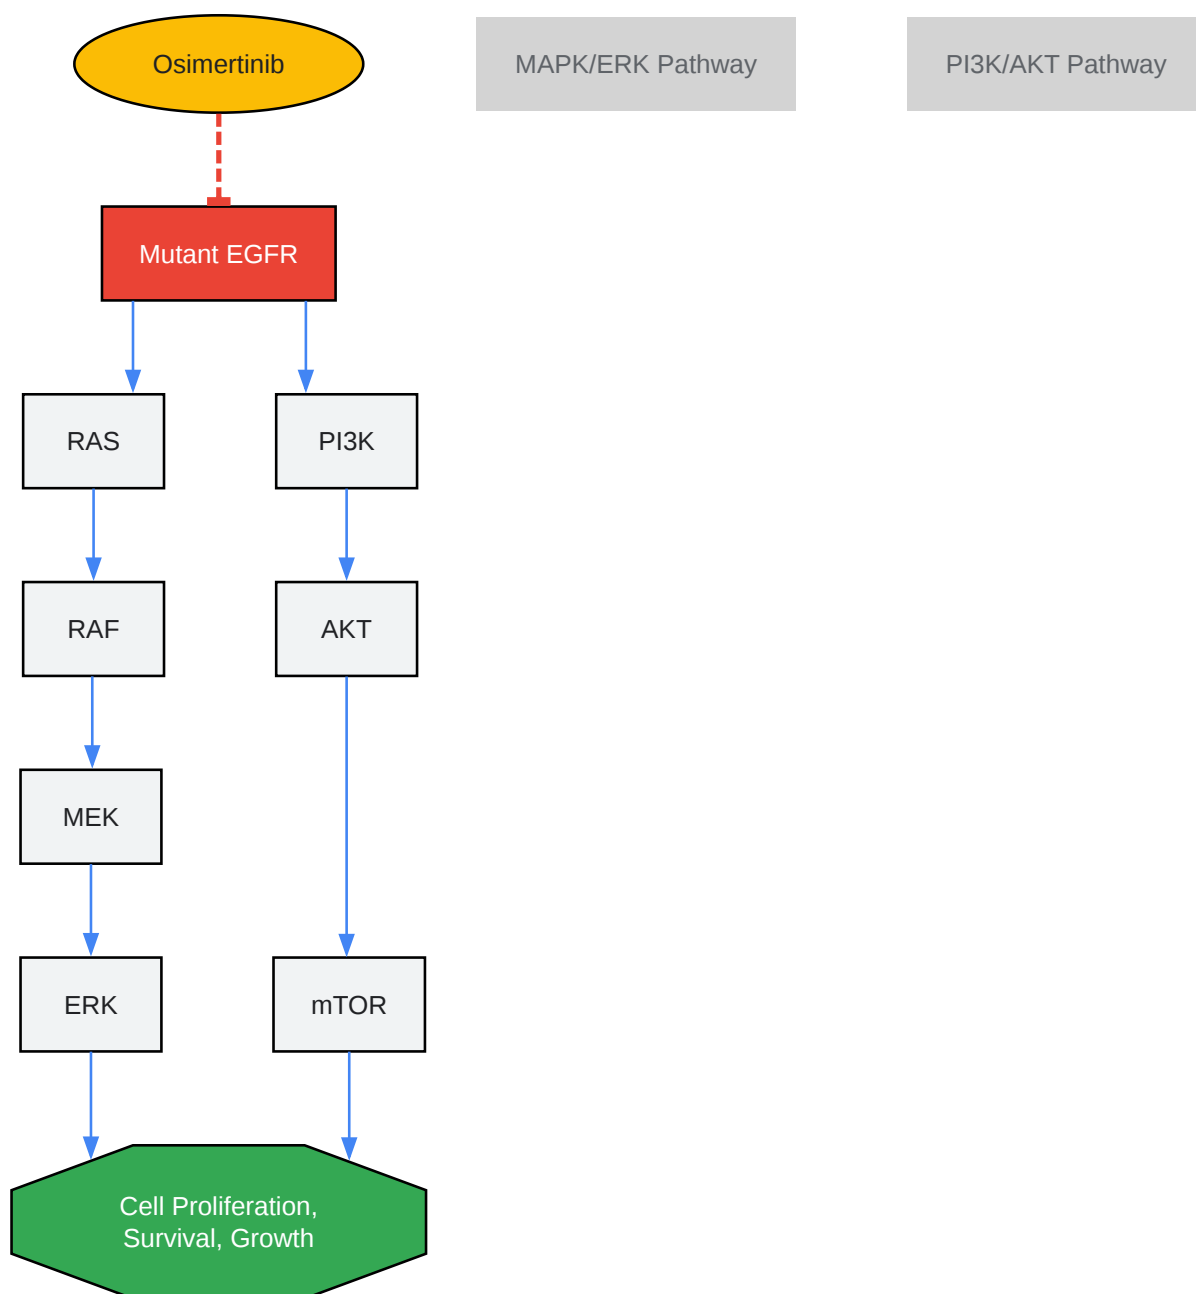 Osimertinib
MAPK/ERK Pathway
PI3K/AKT Pathway
Mutant EGFR
RAS
PI3K
RAF
AKT
MEK
ERK
mTOR
Cell Proliferation,
Survival, Growth